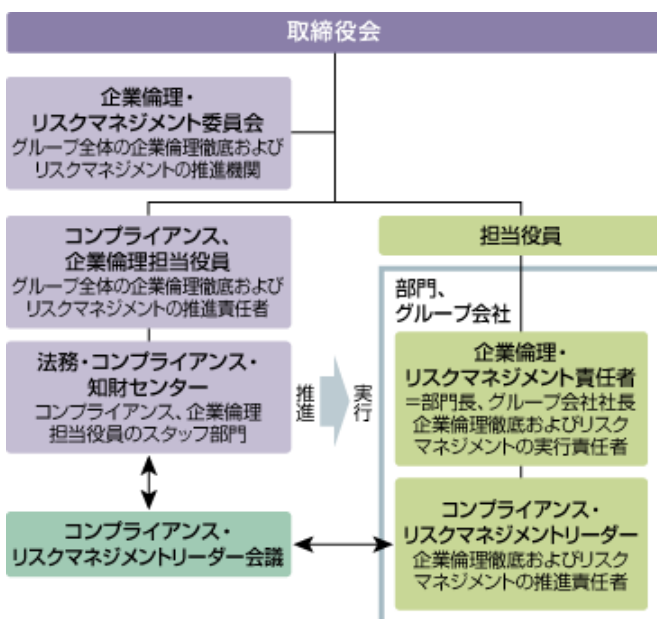 取締役会
企業倫理・
リスクマネジメント委員会
グループ全体の企業倫理徹底および
リスクマネジメントの推進機関
コンプライアンス、
企業倫理担当役員
グループ全体の企業倫理徹底および
リスクマネジメントの推進責任者
法務・コンプライアンス・
知財センター
コンプライアンス、企業倫理
担当役員のスタッフ部門
コンプライアンス・
リスクマネジメントリーダー会議
推進
実行
担当役員
部門、
グループ会社
企業倫理・
リスクマネジメント責任者
=部門長、グループ会社社長
企業倫理徹底およびリスク
マネジメントの実行責任者
コンプライアンス・
リスクマネジメントリーダー
企業倫理徹底およびリスク
マネジメントの推進責任者